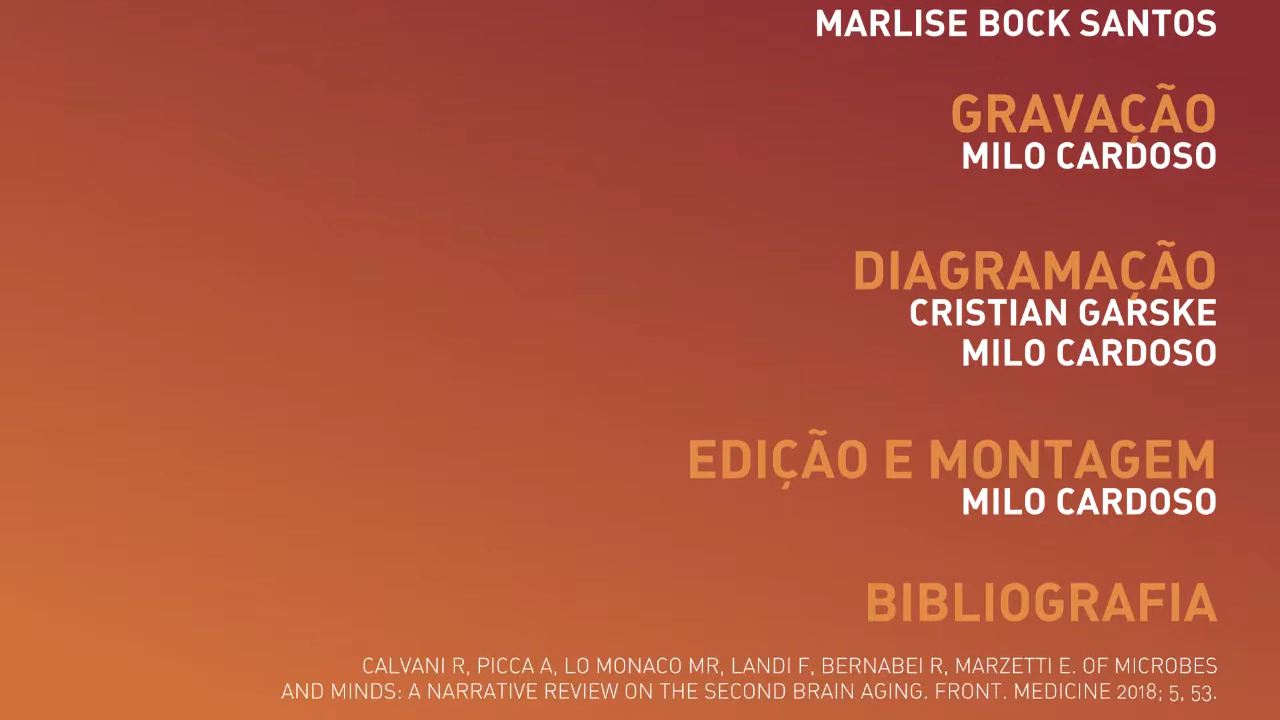 MARLISE BOCK SANTOS
GRAVAÇÃO
MILO CARDOSO
DIAGRAMAÇÃO
CRISTIAN GARSKE
MILO CARDOSO
EDIÇÃO E MONTAGEM
MILO CARDOSO
BIBLIOGRAFIA
CALVANI R, PICCA A, LO MONACO MR, LANDI F, BERNABEI R, MARZETTI E. OF MICROBES
AND MINDS: A NARRATIVE REVIEW ON THE SECOND BRAIN AGING. FRONT. MEDICINE 2018; 5, 53.